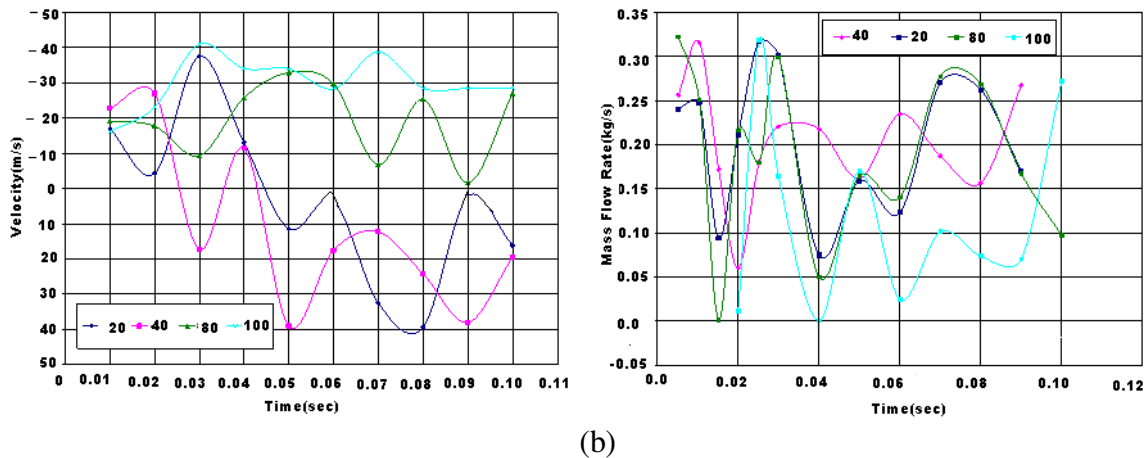 Velocity(m/s)
– 50
– 40
– 30
– 20
– 10
0
10
20
30
40
50
20 40 80 100
0 0.01 0.02 0.03 0.04 0.05 0.06 0.07 0.08 0.09 0.10 0.11
Time(sec)
Mass Flow Rate(kg/s)
0.35
0.30
0.25
0.20
0.15
0.10
0.05
0.0
-0.05
40 20 80 100
0.0 0.02 0.04 0.06 0.08 0.10 0.12
Time(sec)
(b)